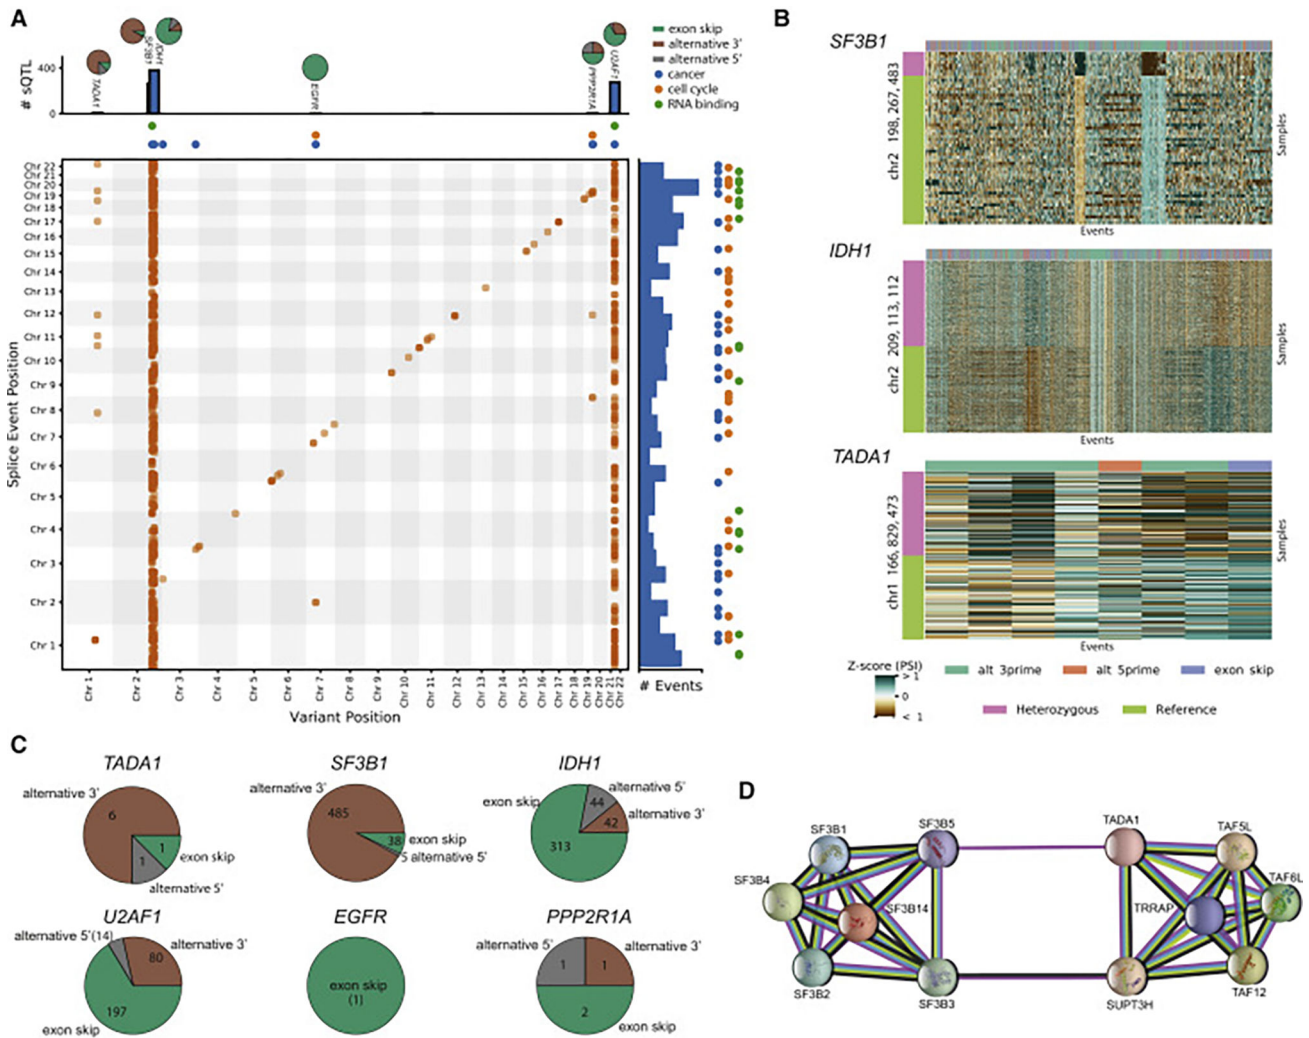 A
# sQTL
400
0
TADA1
SF3B1
IDH1
EGFR
PPP2R1A
U2AF1
exon skip
alternative 3'
alternative 5'
cancer
cell cycle
RNA binding
Splice Event Position
Chr 22
Chr 21
Chr 20
Chr 19
Chr 18
Chr 17
Chr 16
Chr 15
Chr 14
Chr 13
Chr 12
Chr 11
Chr 10
Chr 9
Chr 8
Chr 7
Chr 6
Chr 5
Chr 4
Chr 3
Chr 2
Chr 1
Chr 1
Chr 2
Chr 3
Chr 4
Chr 5
Chr 6
Chr 7
Chr 8
Chr 9
Chr 10
Chr 11
Chr 12
Chr 13
Chr 14
Chr 15
Chr 16
Chr 17
Chr 18
Chr 19
Chr 20
Chr 21
Chr 22
Variant Position
# Events
B
SF3B1
chr2 198, 267, 483
Samples
Events
IDH1
chr2 209, 113, 112
Samples
Events
TADA1
chr1 166, 829, 473
Samples
Events
Z-score (PSI)
> 1
0
< 1
alt 3prime
alt 5prime
exon skip
Heterozygous
Reference
C
TADA1
alternative 3'
6
1
1
exon skip
alternative 5'
SF3B1
alternative 3'
485
38
exon skip
5 alternative 5'
IDH1
exon skip
44
alternative 5'
42
alternative 3'
313
U2AF1
alternative 5'(14)
80
alternative 3'
197
exon skip
EGFR
exon skip
(1)
PPP2R1A
alternative 5'
1
1
alternative 3'
2
exon skip
D
SF3B1
SF3B5
SF3B4
SF3B14
SF3B2
SF3B3
TADA1
TAF5L
TAF6L
TRRAP
SUPT3H
TAF12